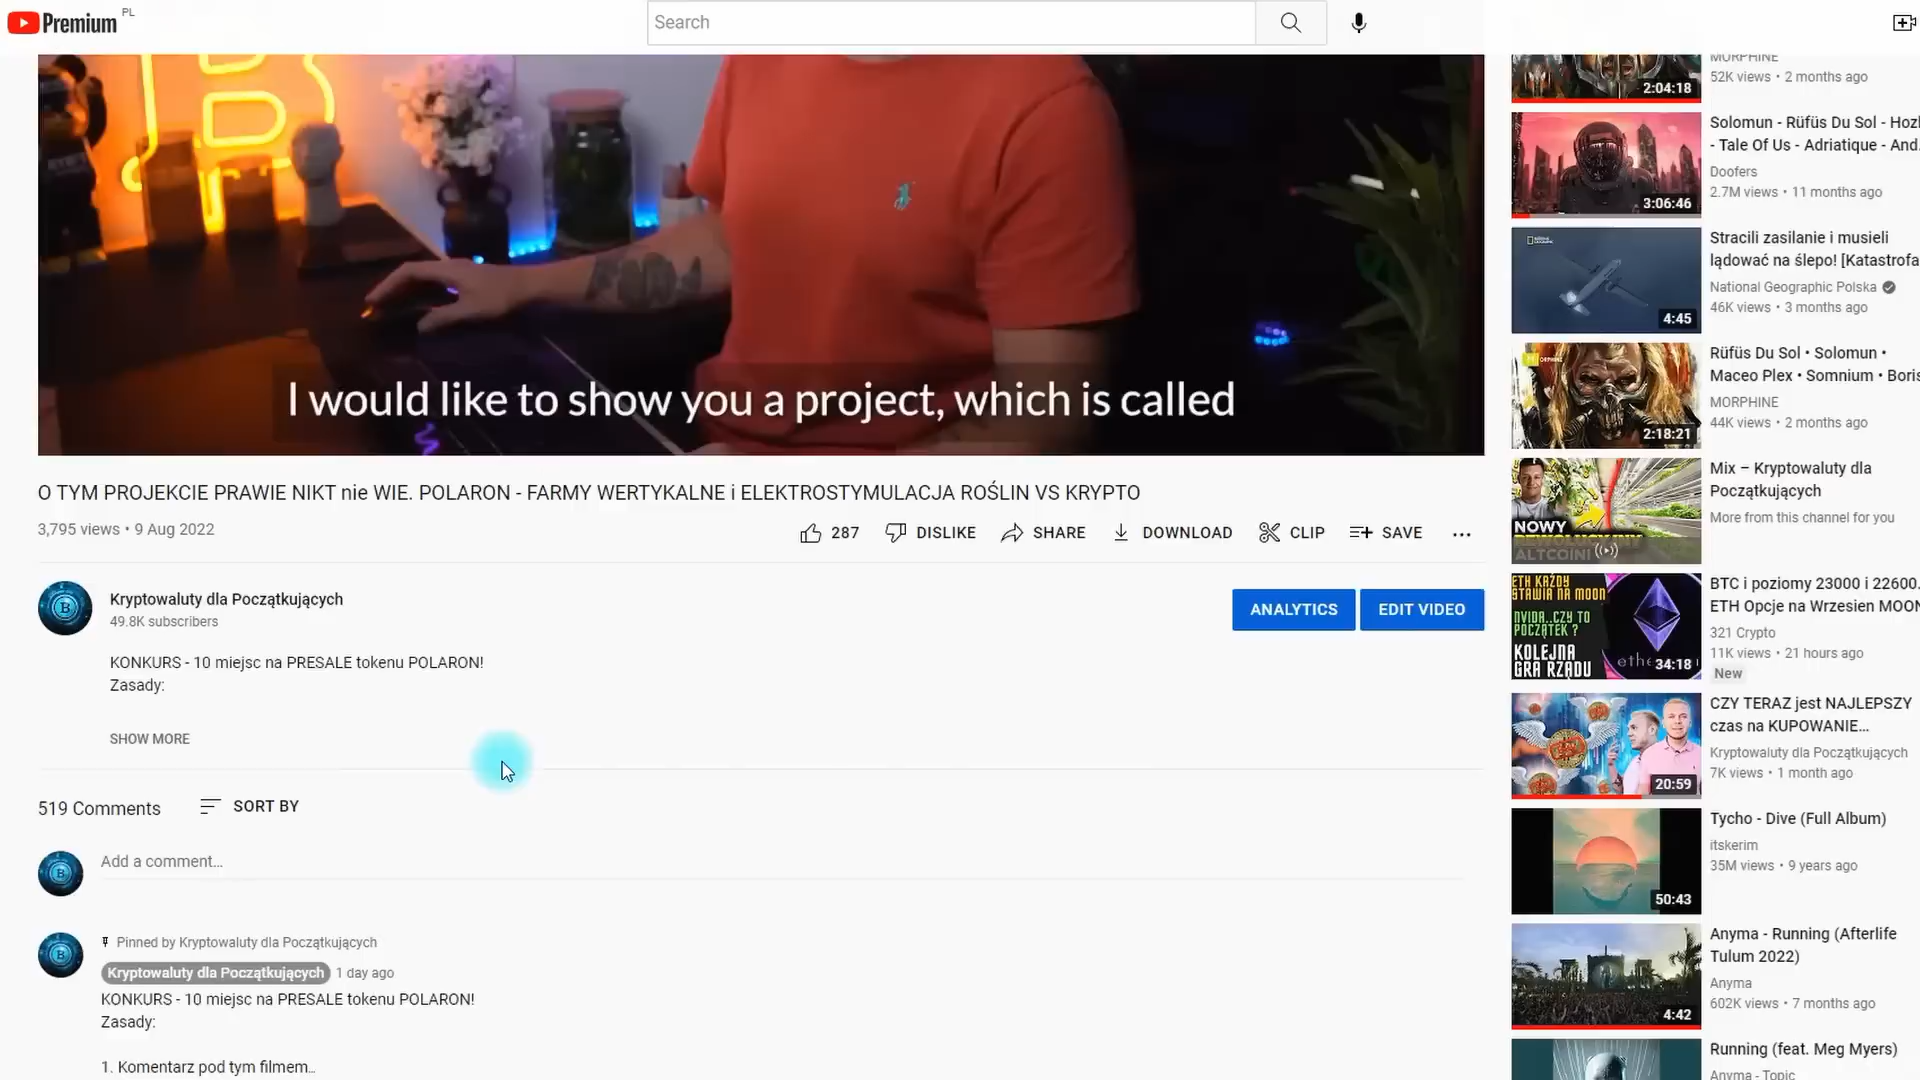 Premium PL
Search
I would like to show you a project, which is called
O TYM PROJEKCIE PRAWIE NIKT nie WIE. POLARON - FARMY WERTYKALNE i ELEKTROSTYMULACJA ROŚLIN VS KRYPTO
3,795 views • 9 Aug 2022
287 DISLIKE SHARE DOWNLOAD CLIP SAVE ...
Kryptowaluty dla Początkujących
49.8K subscribers
ANALYTICS EDIT VIDEO
KONKURS - 10 miejsc na PRESALE tokenu POLARON!
Zasady:
SHOW MORE
519 Comments SORT BY
Add a comment...
Pinned by Kryptowaluty dla Początkujących
Kryptowaluty dla Początkujących 1 day ago
KONKURS - 10 miejsc na PRESALE tokenu POLARON!
Zasady:
1. Komentarz pod tym filmem...
MORPHINE
52K views • 2 months ago
2:04:18
Solomun - Rüfüs Du Sol - Hozh
- Tale Of Us - Adriatique - And.
Doofers
2.7M views • 11 months ago
3:06:46
Stracili zasilanie i musieli
lądować na ślepo! [Katastrofa
National Geographic Polska
46K views • 3 months ago
4:45
Rüfüs Du Sol • Solomun •
Maceo Plex • Somnium • Boris
MORPHINE
44K views • 2 months ago
2:18:21
Mix – Kryptowaluty dla
Początkujących
More from this channel for you
NOWY
ALTCOIN!
BTC i poziomy 23000 i 22600.
ETH Opcje na Wrzesien MOON
321 Crypto
11K views • 21 hours ago
New
ETH KAŻDY
STAWIA NA MOON
NVIDA..CZY TO
POCZĄTEK ?
KOLEJNA
GRA RZĄDU
34:18
CZY TERAZ jest NAJLEPSZY
czas na KUPOWANIE...
Kryptowaluty dla Początkujących
7K views • 1 month ago
20:59
Tycho - Dive (Full Album)
itskerim
35M views • 9 years ago
50:43
Anyma - Running (Afterlife
Tulum 2022)
Anyma
602K views • 7 months ago
4:42
Running (feat. Meg Myers)
Anyma - Topic